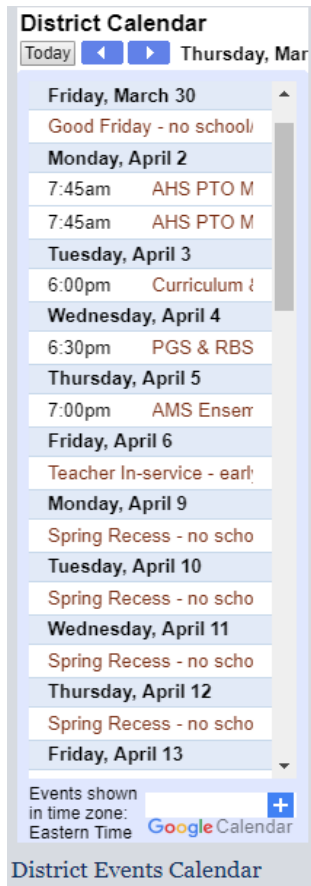 District Calendar
Today Thursday, Mar
Friday, March 30
Good Friday - no school/
Monday, April 2
7:45am AHS PTO M
7:45am AHS PTO M
Tuesday, April 3
6:00pm Curriculum &
Wednesday, April 4
6:30pm PGS & RBS
Thursday, April 5
7:00pm AMS Ensem
Friday, April 6
Teacher In-service - early
Monday, April 9
Spring Recess - no scho
Tuesday, April 10
Spring Recess - no scho
Wednesday, April 11
Spring Recess - no scho
Thursday, April 12
Spring Recess - no scho
Friday, April 13
Events shown
in time zone:
Eastern Time
+
Google Calendar
District Events Calendar